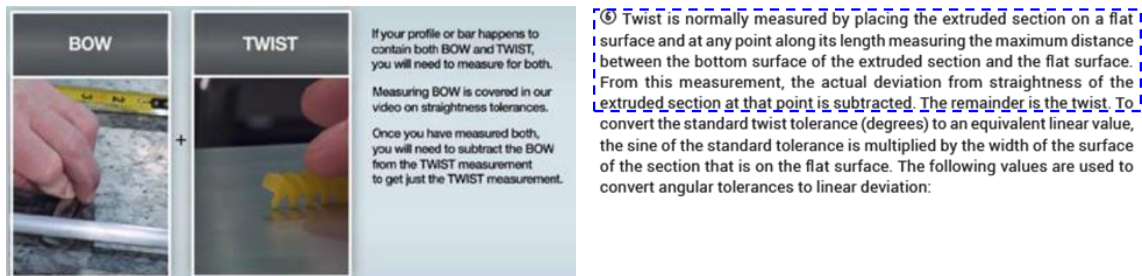 BOW
+
TWIST
If your profile or bar happens to
contain both BOW and TWIST,
you will need to measure for both.
Measuring BOW is covered in our
video on straightness tolerances.
Once you have measured both,
you will need to subtract the BOW
from the TWIST measurement
to get just the TWIST measurement.
⑥ Twist is normally measured by placing the extruded section on a flat
surface and at any point along its length measuring the maximum distance
between the bottom surface of the extruded section and the flat surface.
From this measurement, the actual deviation from straightness of the
extruded section at that point is subtracted. The remainder is the twist. To
convert the standard twist tolerance (degrees) to an equivalent linear value,
the sine of the standard tolerance is multiplied by the width of the surface
of the section that is on the flat surface. The following values are used to
convert angular tolerances to linear deviation: